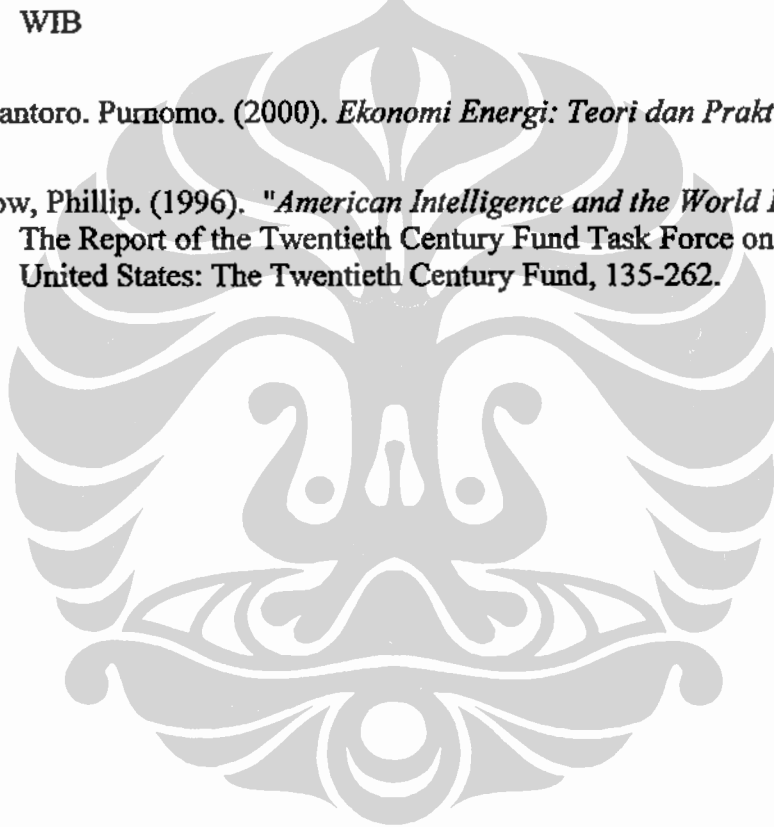 WIB
antoro. Purnomo. (2000). Ekonomi Energi: Teori dan Prakt
ow, Phillip. (1996). "American Intelligence and the World
The Report of the Twentieth Century Fund Task Force on
United States: The Twentieth Century Fund, 135-262.